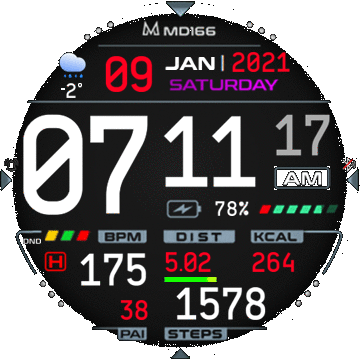 MD166
09 JAN | 2021
-2° SATURDAY
07 11 17
AM
78%
DND BPM DIST KCAL
H 175 5.02 264
38 1578
PAI STEPS